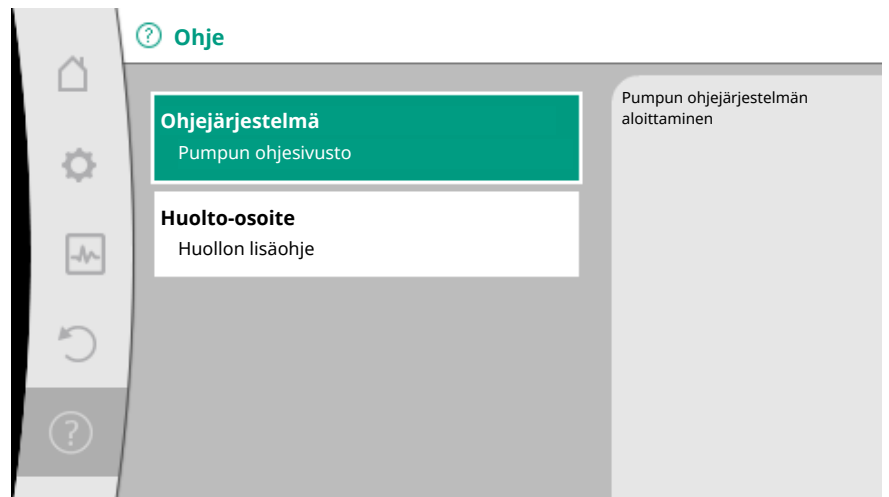 Ohje
Ohjejärjestelmä
Pumpun ohjesivusto
Huolto-osoite
Huollon lisäohje
Pumpun ohjejärjestelmän
aloittaminen